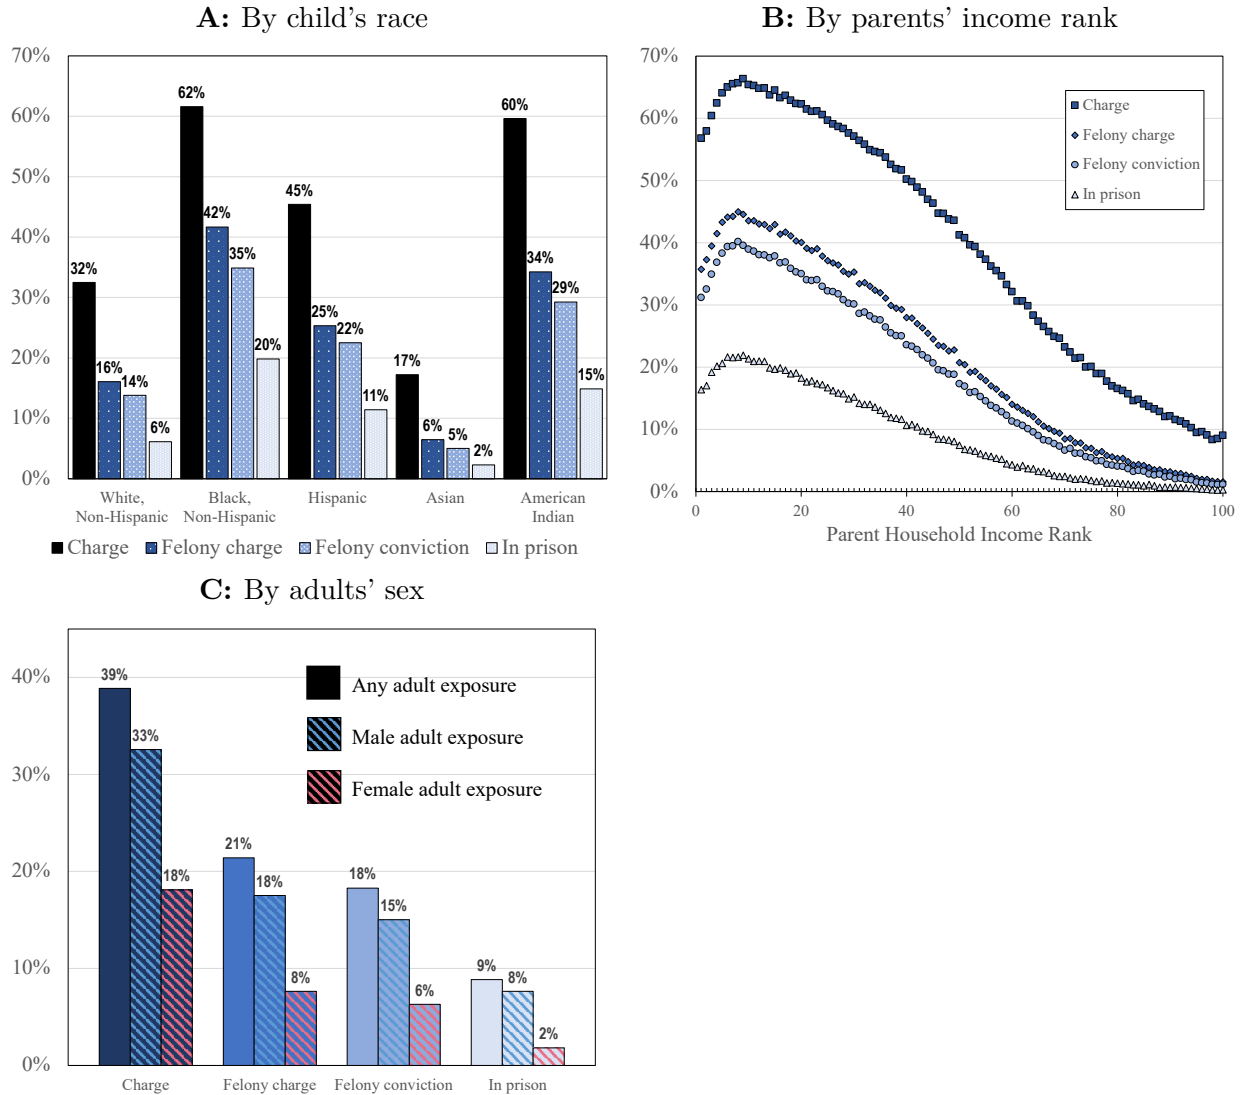 A: By child's race
70%
60%
50%
40%
30%
20%
10%
0%
32%
16%
14%
6%
62%
42%
35%
20%
45%
25%
22%
11%
17%
6%
5%
2%
60%
34%
29%
15%
White,
Non-Hispanic
Black,
Non-Hispanic
Hispanic
Asian
American
Indian
Charge
Felony charge
Felony conviction
In prison
B: By parents' income rank
70%
60%
50%
40%
30%
20%
10%
0%
Charge
Felony charge
Felony conviction
In prison
0
20
40
60
80
100
Parent Household Income Rank
C: By adults' sex
40%
30%
20%
10%
0%
39%
33%
18%
21%
18%
8%
18%
15%
6%
9%
8%
2%
Any adult exposure
Male adult exposure
Female adult exposure
Charge
Felony charge
Felony conviction
In prison